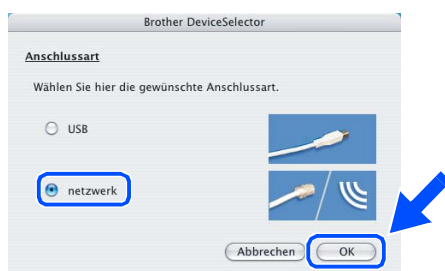 Brother DeviceSelector
Anschlussart
Wählen Sie hier die gewünschte Anschlussart.
USB
netzwerk
Abbrechen OK